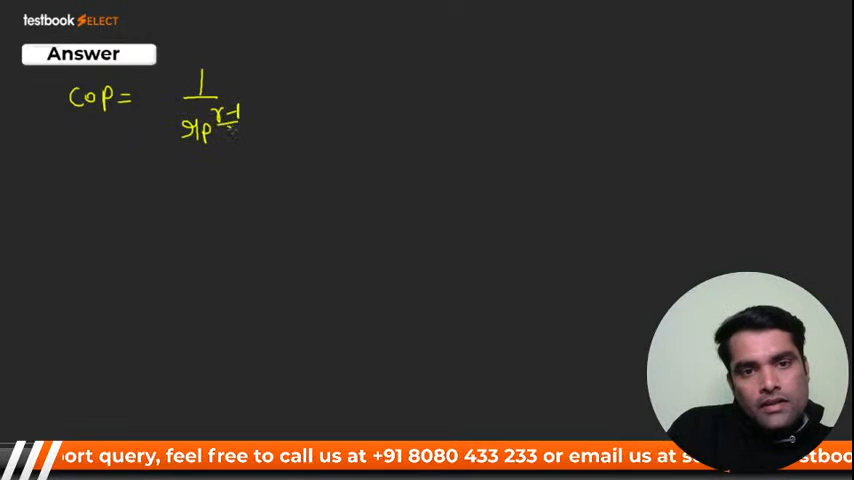 testbook SELECT
Answer
COP = 1 / rp^(γ-1/
ort query, feel free to call us at +91 8080 433 233 or email us at s
stboo